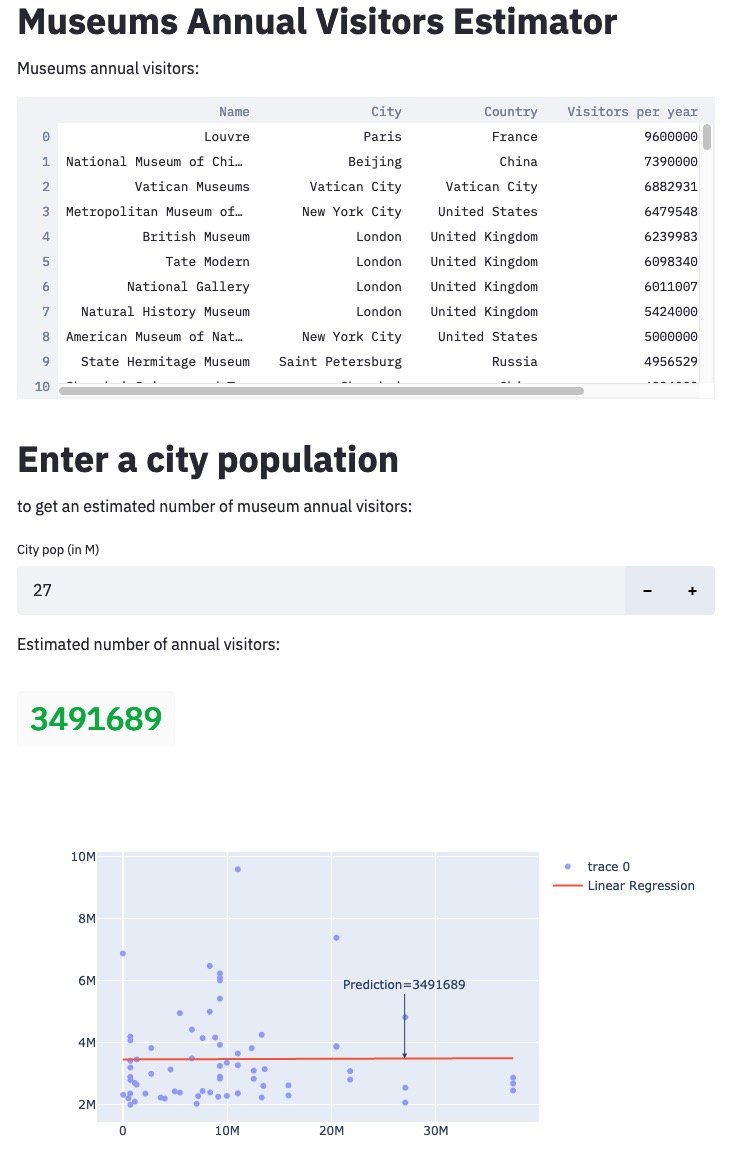 Museums Annual Visitors Estimator
Museums annual visitors:
Name City Country Visitors per year
0 Louvre Paris France 9600000
1 National Museum of Chi… Beijing China 7390000
2 Vatican Museums Vatican City Vatican City 6882931
3 Metropolitan Museum of… New York City United States 6479548
4 British Museum London United Kingdom 6239983
5 Tate Modern London United Kingdom 6098340
6 National Gallery London United Kingdom 6011007
7 Natural History Museum London United Kingdom 5424000
8 American Museum of Nat… New York City United States 5000000
9 State Hermitage Museum Saint Petersburg Russia 4956529
10
Enter a city population
to get an estimated number of museum annual visitors:
City pop (in M)
27 − +
Estimated number of annual visitors:
3491689
10M
8M
6M
4M
2M
0 10M 20M 30M
Prediction=3491689
trace 0
Linear Regression